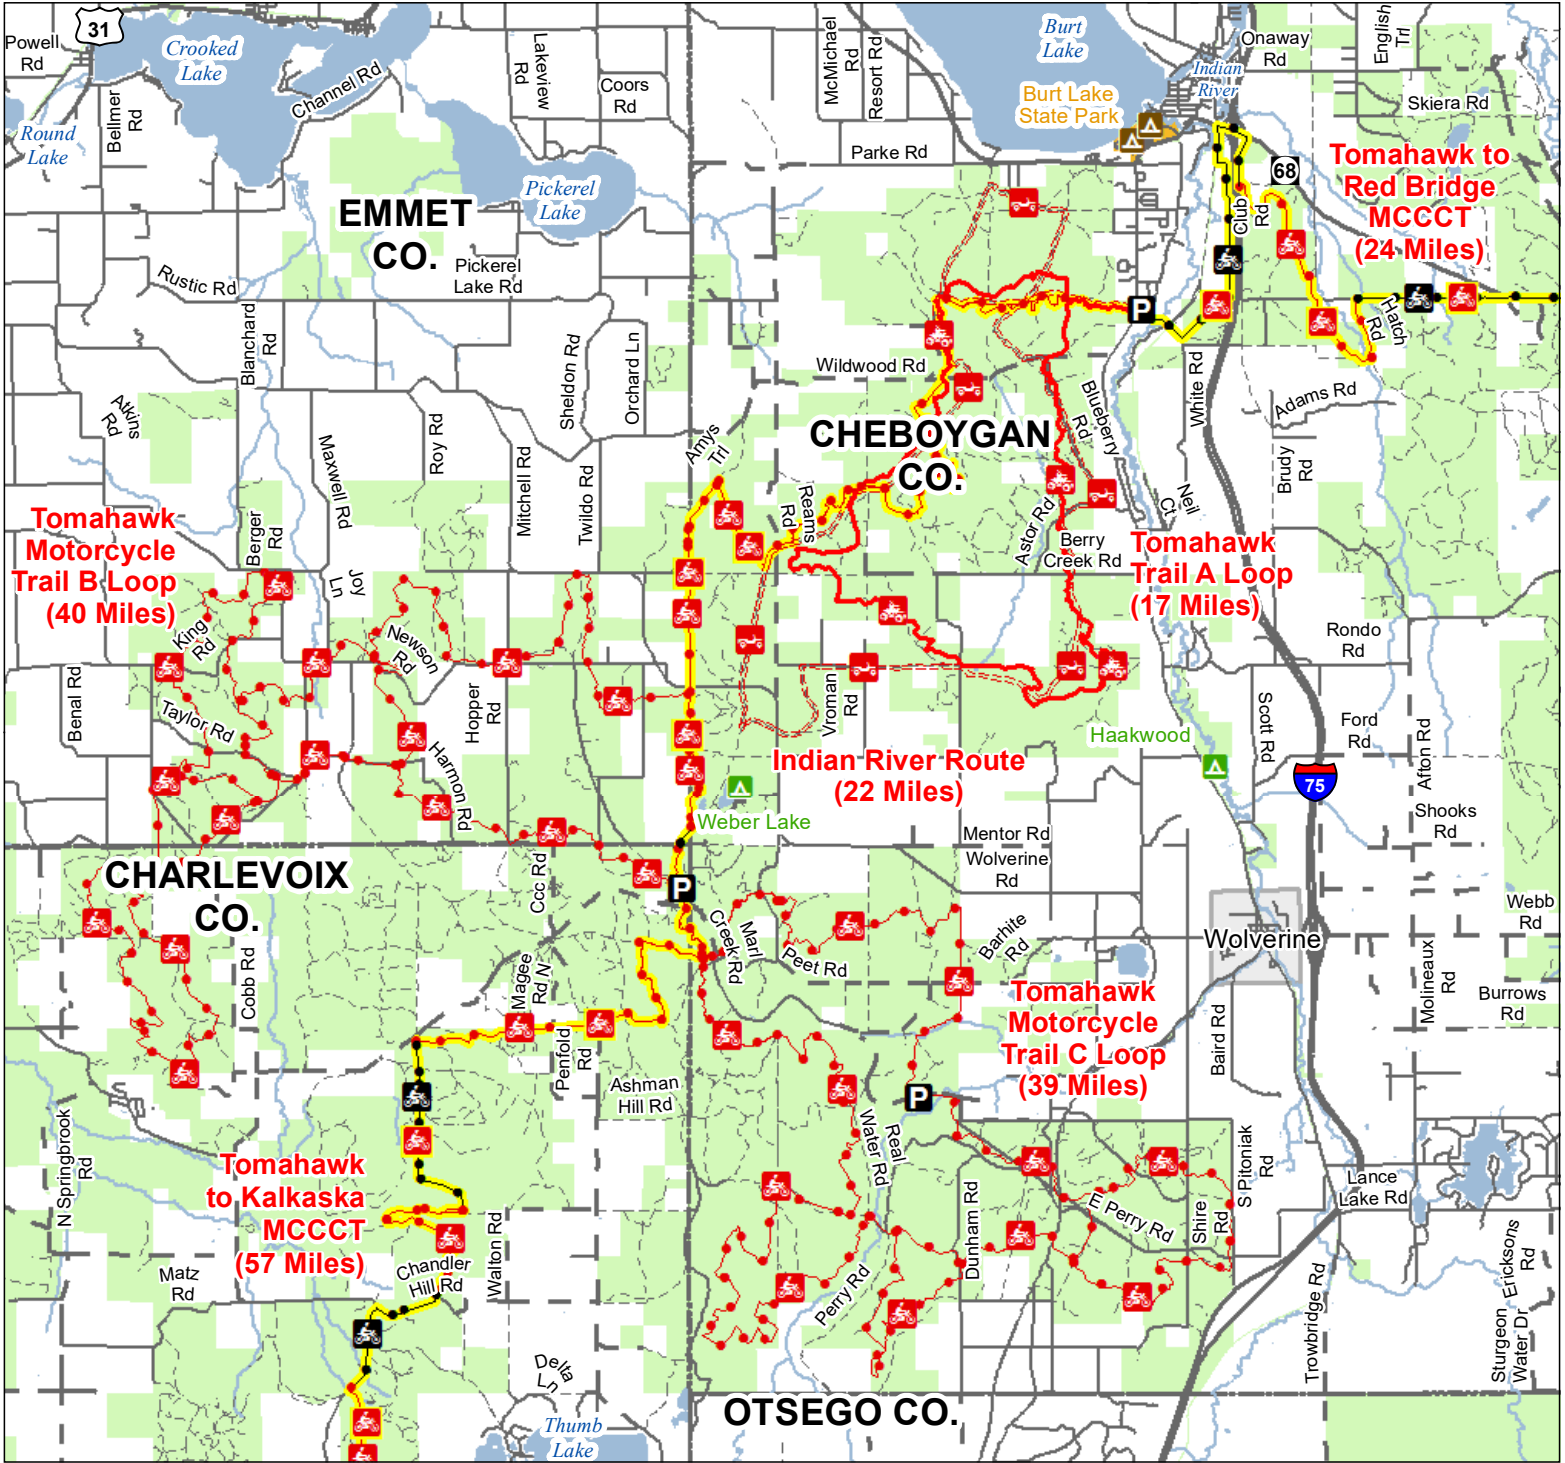 31
Powell
Rd
Crooked
Lake
Channel Rd
Lakeview
Rd
Coors
Rd
McMichael
Rd
Resort Rd
Burt
Lake
Indian
River
Onaway
Rd
English
Trl
Skiera Rd
Bellmer
Rd
Round
Lake
Burt Lake
State Park
Parke Rd
68
Tomahawk to
Red Bridge
MCCCT
(24 Miles)
Pickerel
Lake
EMMET
CO.
Pickerel
Lake Rd
Rustic Rd
Club
Rd
P
Hatch
Rd
Blanchard
Rd
Sheldon Rd
Orchard Ln
Wildwood Rd
White Rd
Blueberry
Rd
Adams Rd
Atkins
Rd
Maxwell Rd
Roy Rd
Mitchell Rd
Twildo Rd
Amys
Trl
CHEBOYGAN
CO.
Brudy
Rd
Neil
Ct
Reams
Rd
Astor Rd
Berry
Creek Rd
Tomahawk
Motorcycle
Trail B Loop
(40 Miles)
Berger
Rd
Joy
Ln
Tomahawk
Trail A Loop
(17 Miles)
King
Rd
Newson
Rd
Rondo
Rd
Benal Rd
Taylor Rd
Hopper
Rd
Harmon Rd
Vroman
Rd
Scott Rd
Ford
Rd
Afton Rd
Haakwood
Indian River Route
(22 Miles)
75
Weber Lake
Shooks
Rd
Mentor Rd
Wolverine
Rd
CHARLEVOIX
CO.
Ccc Rd
P
Webb
Rd
Creek Rd
Marl
Peet Rd
Barhite
Rd
Wolverine
Cobb Rd
Magee
Rd N
Molineaux
Rd
Burrows
Rd
Tomahawk
Motorcycle
Trail C Loop
(39 Miles)
Baird Rd
Penfold
Rd
Ashman
Hill Rd
P
N Springbrook
Rd
Real
Water Rd
S Pitoniak
Rd
Lance
Lake Rd
Tomahawk
to Kalkaska
MCCCT
(57 Miles)
Dunham Rd
E Perry Rd
Shire
Rd
Walton Rd
Chandler
Hill Rd
Matz
Rd
Perry Rd
Ericksons
Rd
Trowbridge Rd
Sturgeon
Water Dr
Delta
Ln
Thumb
Lake
OTSEGO CO.